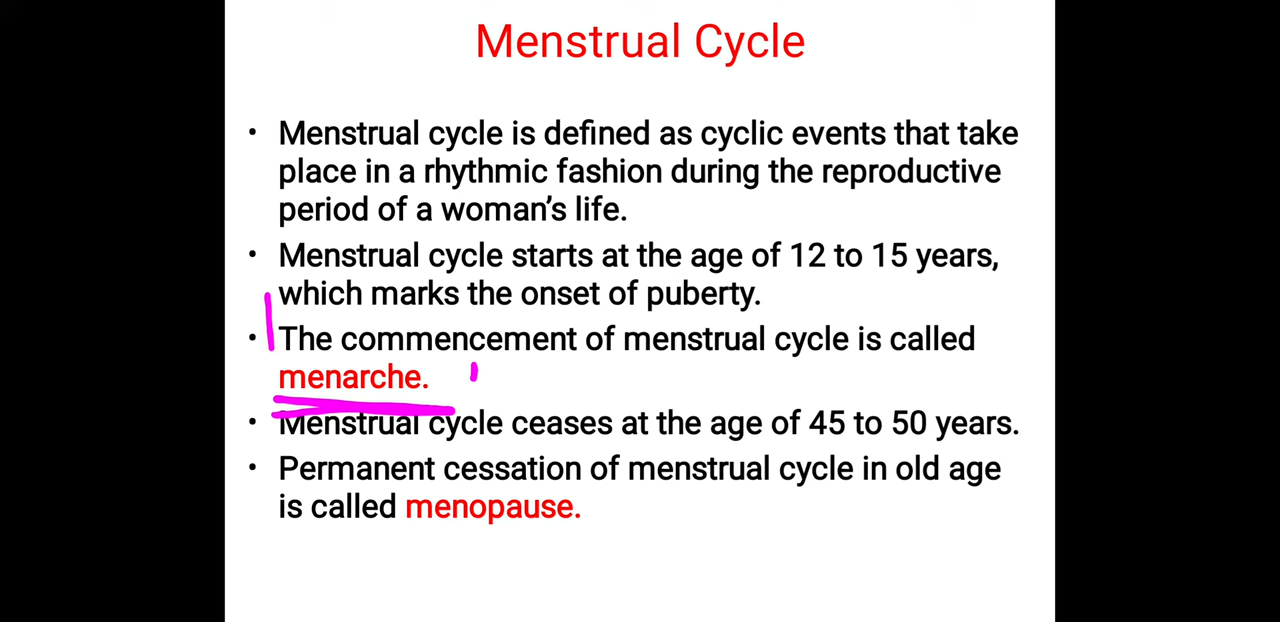 Menstrual Cycle
• Menstrual cycle is defined as cyclic events that take
place in a rhythmic fashion during the reproductive
period of a woman’s life.
• Menstrual cycle starts at the age of 12 to 15 years,
which marks the onset of puberty.
• The commencement of menstrual cycle is called
menarche.
• Menstrual cycle ceases at the age of 45 to 50 years.
• Permanent cessation of menstrual cycle in old age
is called menopause.